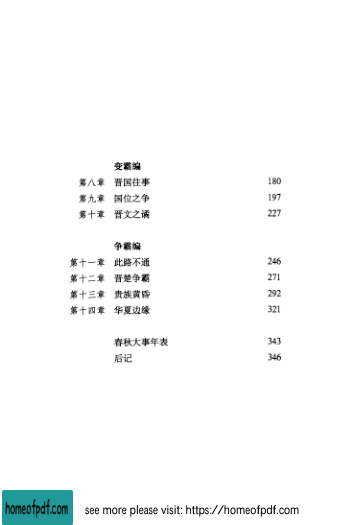 变霸编
第八章 晋国往事 180
第九章 国位之争 197
第十章 晋文之谲 227
争霸编
第十一章 此路不通 246
第十二章 晋楚争霸 271
第十三章 贵族黄昏 292
第十四章 华夏边缘 321
春秋大事年表 343
后记 346
homeofpdf.com see more please visit: https://homeofpdf.com